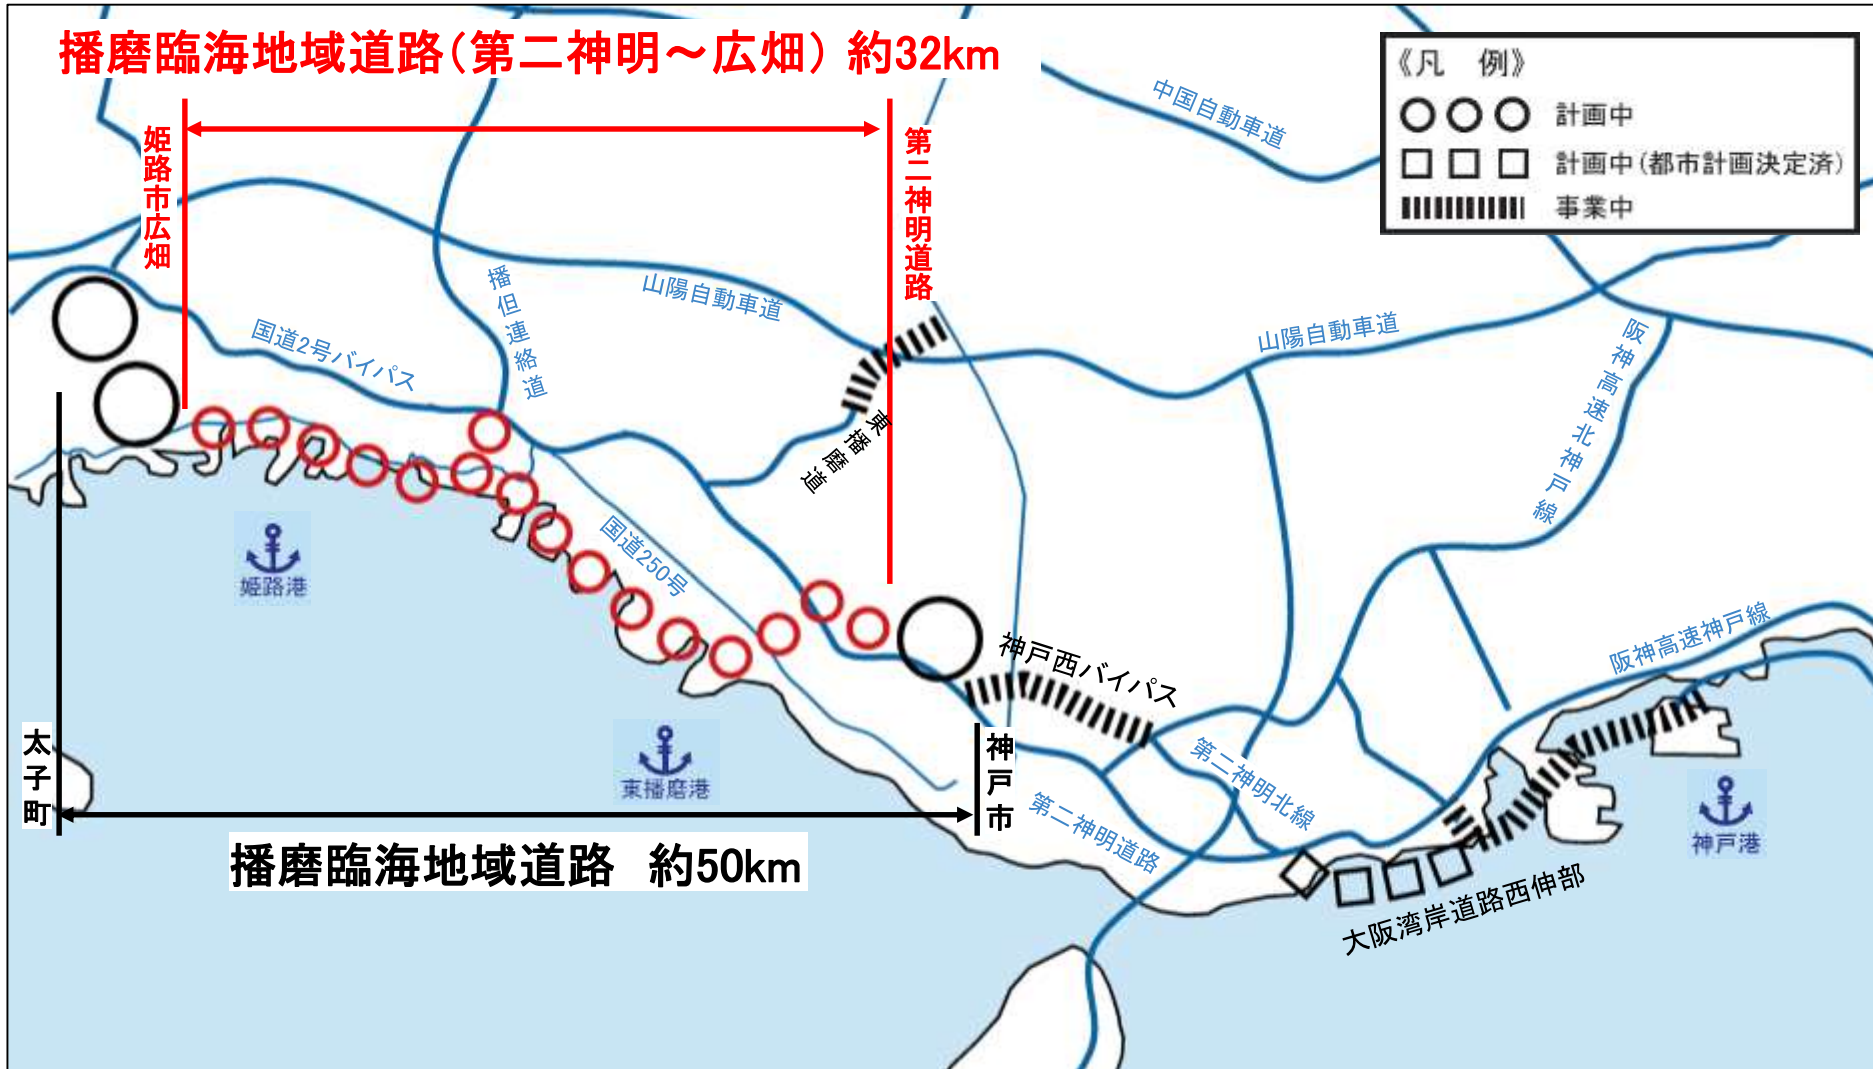 播磨臨海地域道路(第二神明～広畑) 約32km
《凡　例》
計画中
計画中(都市計画決定済)
事業中
中国自動車道
姫路市広畑
第二神明道路
播但連絡道
山陽自動車道
国道2号バイパス
山陽自動車道
阪神高速北神戸線
東播磨道
国道250号
姫路港
神戸西バイパス
阪神高速神戸線
太子町
東播磨港
神戸市
第二神明北線
第二神明道路
神戸港
播磨臨海地域道路　約50km
大阪湾岸道路西伸部